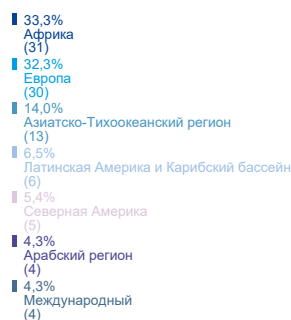 33,3%
Африка
(31)
32,3%
Европа
(30)
14,0%
Азиатско-Тихоокеанский регион
(13)
6,5%
Латинская Америка и Карибский бассейн
(6)
5,4%
Северная Америка
(5)
4,3%
Арабский регион
(4)
4,3%
Международный
(4)